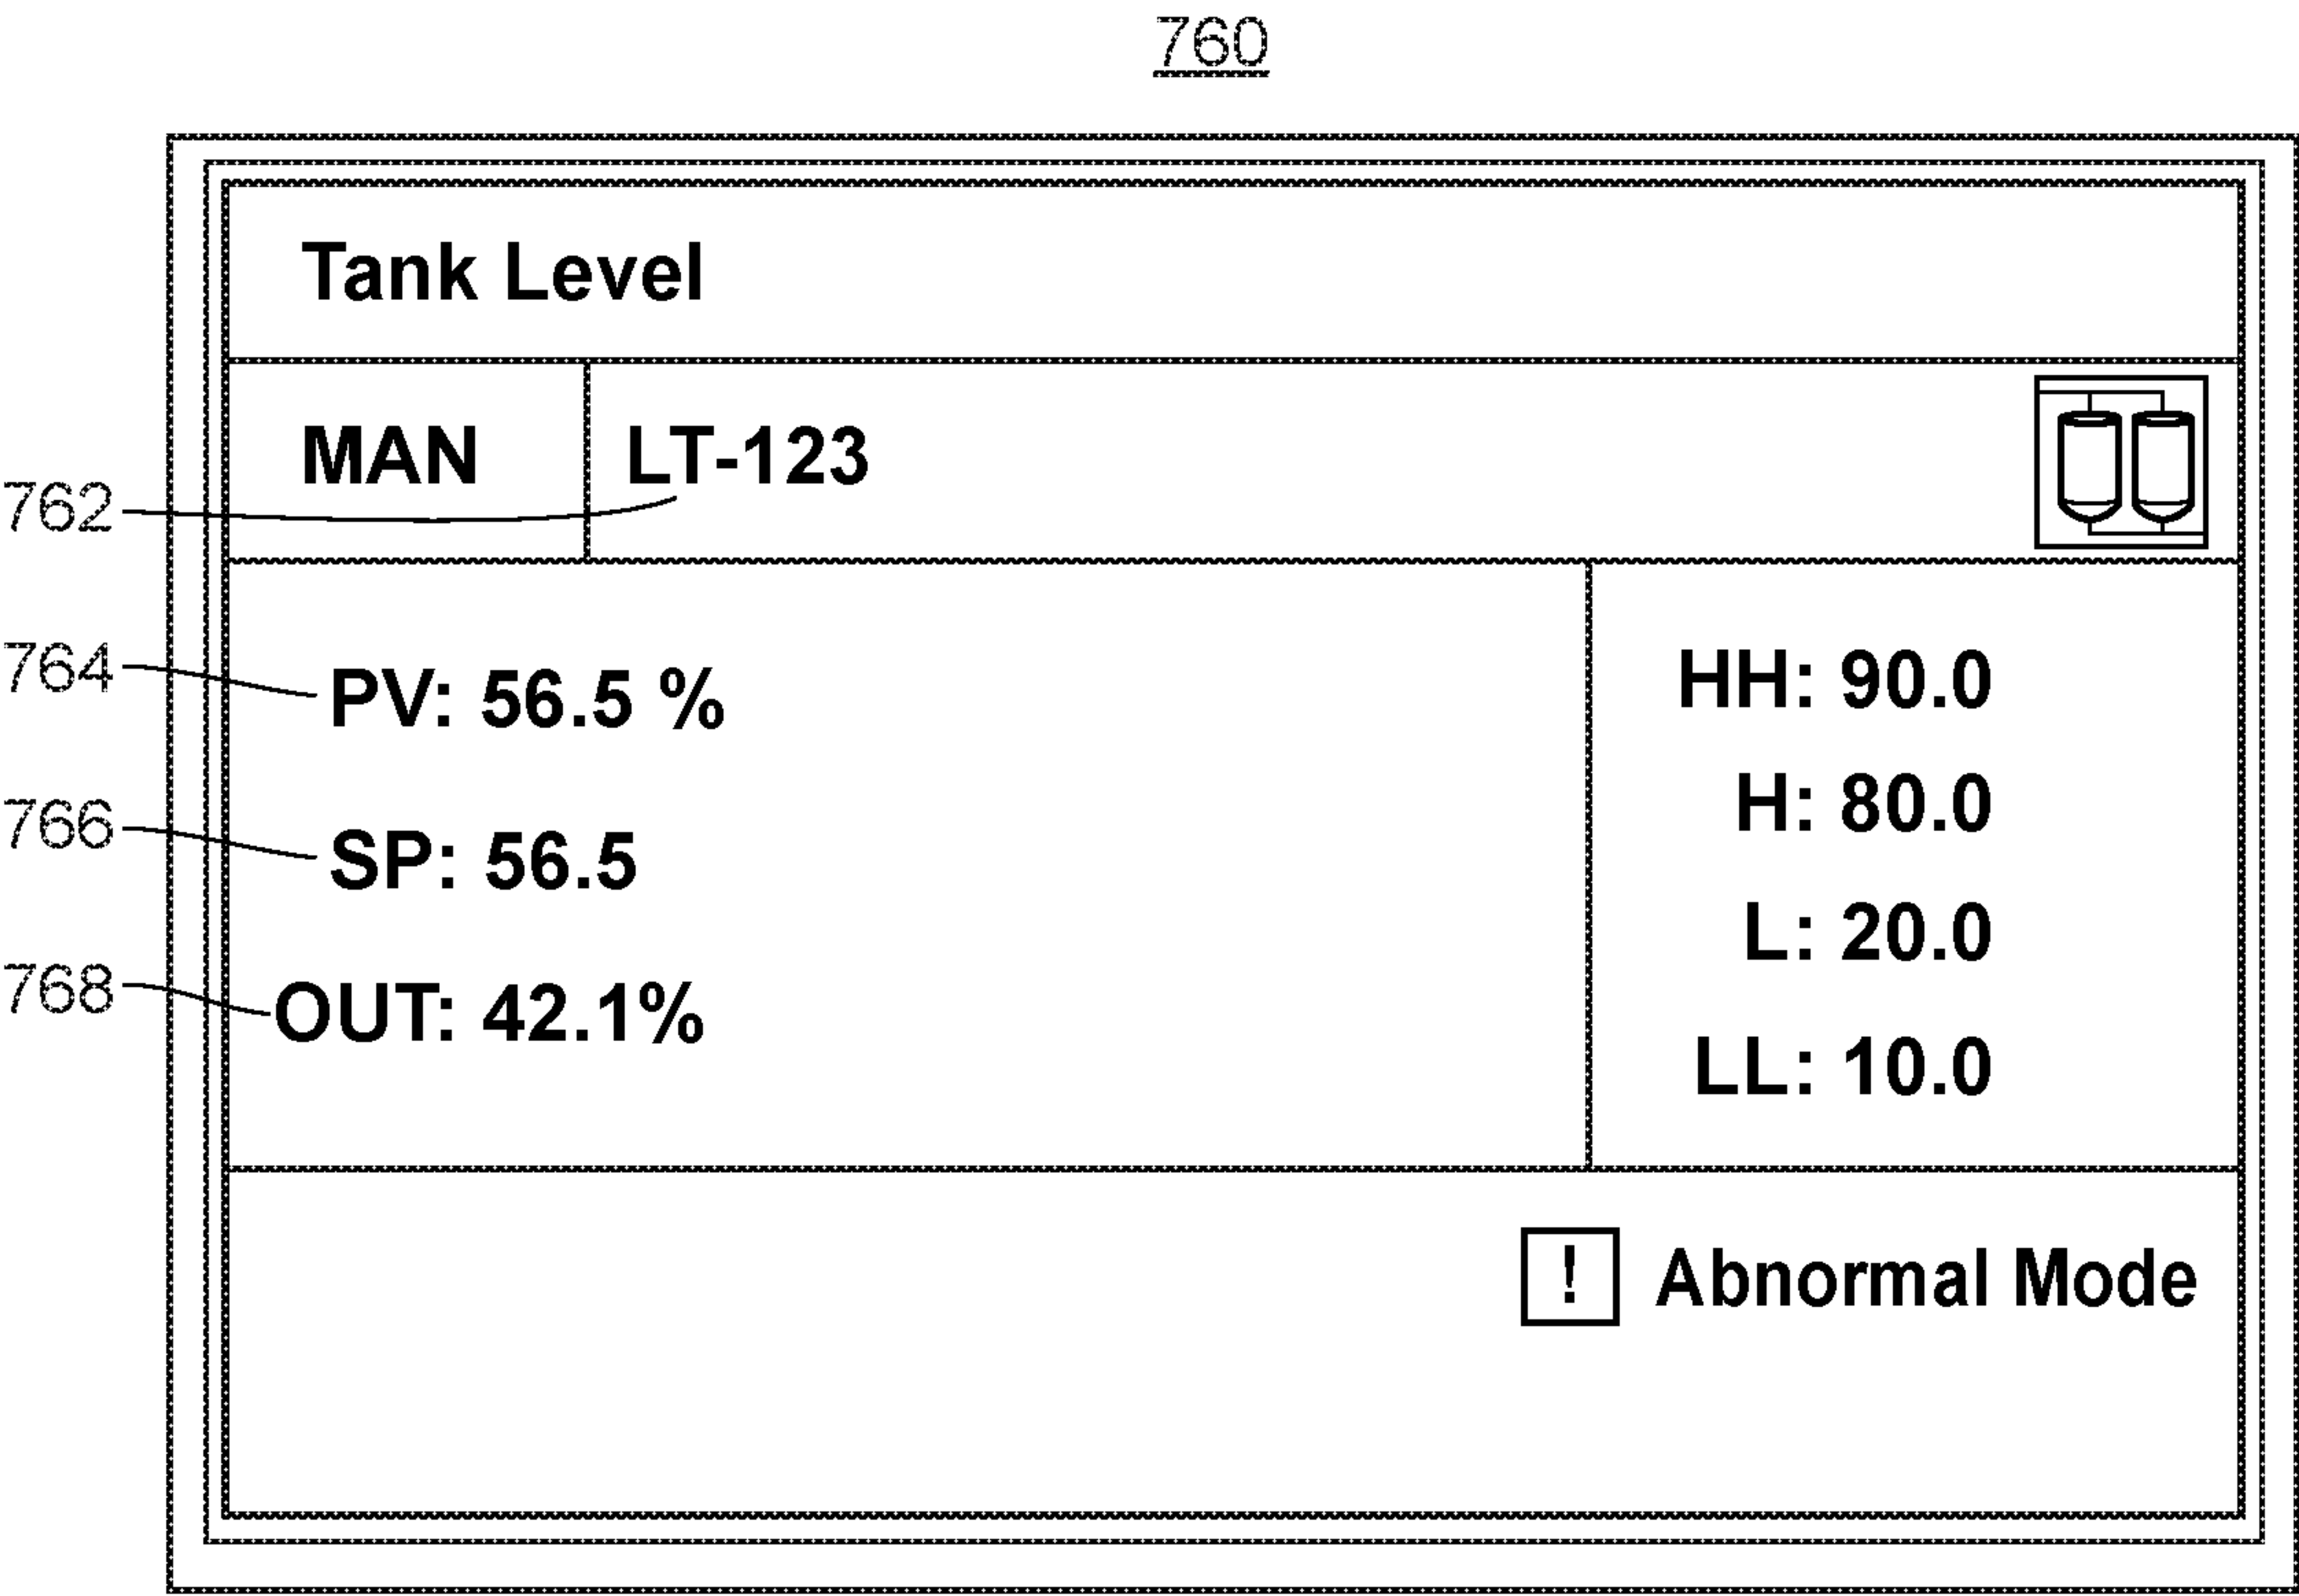 760
Tank Level
MAN LT-123
762
764 PV: 56.5 %
766 SP: 56.5
768 OUT: 42.1%
HH: 90.0
H: 80.0
L: 20.0
LL: 10.0
! Abnormal Mode